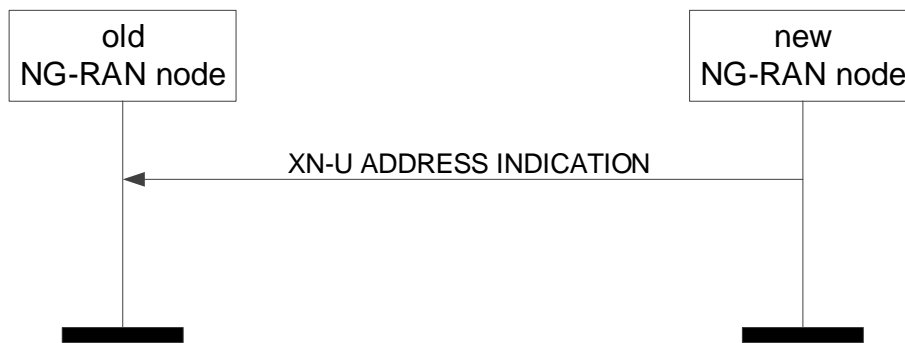 old
NG-RAN node
new
NG-RAN node
XN-U ADDRESS INDICATION